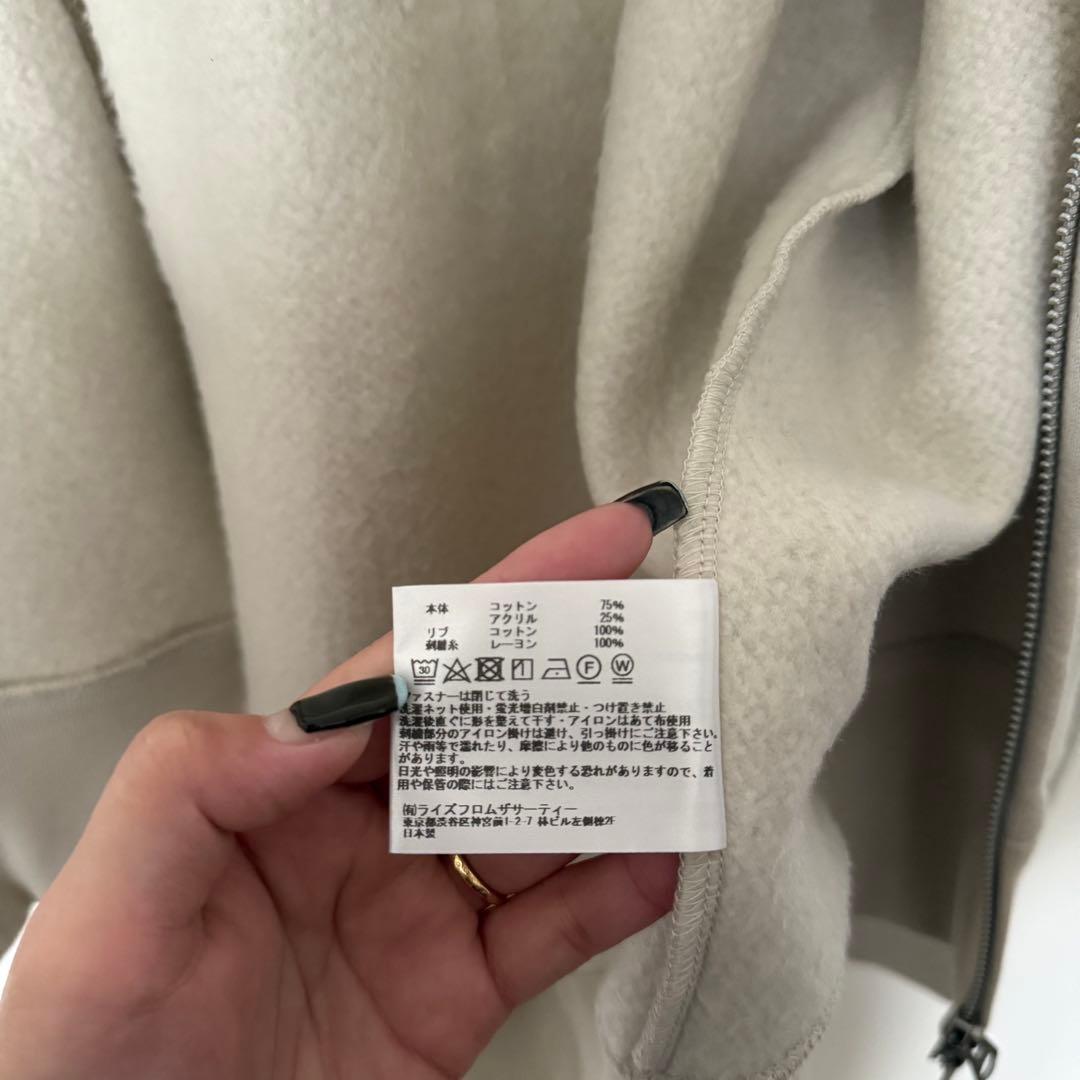 本体 コットン 75%
アクリル 25%
リブ コットン 100%
刺繍糸 レーヨン 100%
30 F W
ファスナーは閉じて洗う
洗濯ネット使用・蛍光増白剤禁止・つけ置き禁止
洗濯後直ぐに形を整えて干す・アイロンはあて布使用
刺繍部分のアイロン掛けは避け、引っ掛けにご注意下さい。
汗や雨等で濡れたり、摩擦により他のものに色が移ること
があります。
日光や照明の影響により変色する恐れがありますので、着
用や保管の際にはご注意下さい。
(有)ライズフロムザサーティー
東京都渋谷区神宮前1-2-7 林ビル左側棟2F
日本製